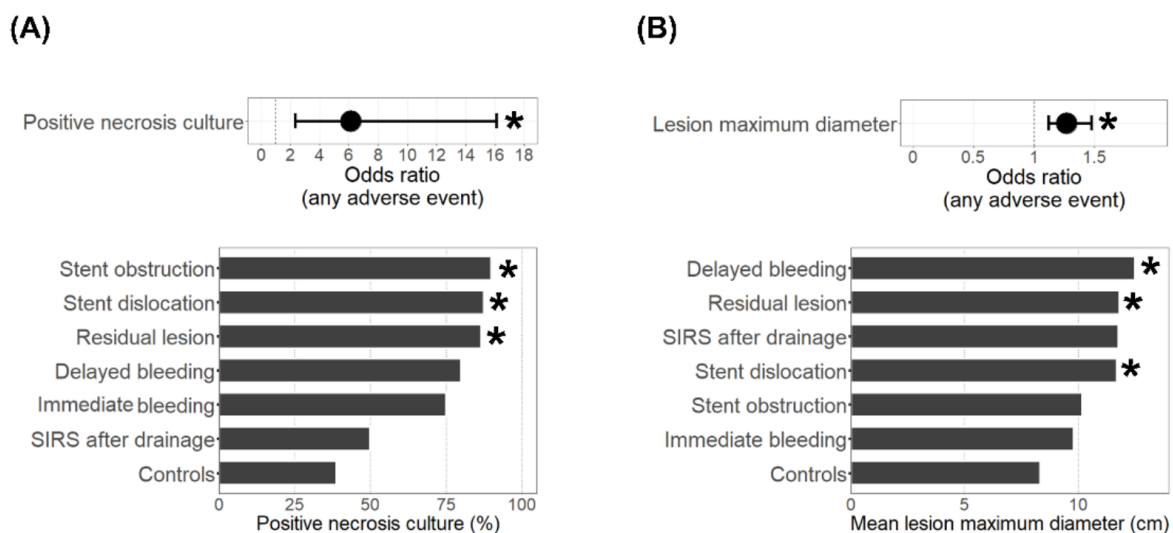 (A)
Positive necrosis culture
*
0 2 4 6 8 10 12 14 16 18
Odds ratio
(any adverse event)
Stent obstruction *
Stent dislocation *
Residual lesion *
Delayed bleeding
Immediate bleeding
SIRS after drainage
Controls
0 25 50 75 100
Positive necrosis culture (%)
(B)
Lesion maximum diameter
*
0 0.5 1 1.5
Odds ratio
(any adverse event)
Delayed bleeding *
Residual lesion *
SIRS after drainage
Stent dislocation *
Stent obstruction
Immediate bleeding
Controls
0 5 10
Mean lesion maximum diameter (cm)